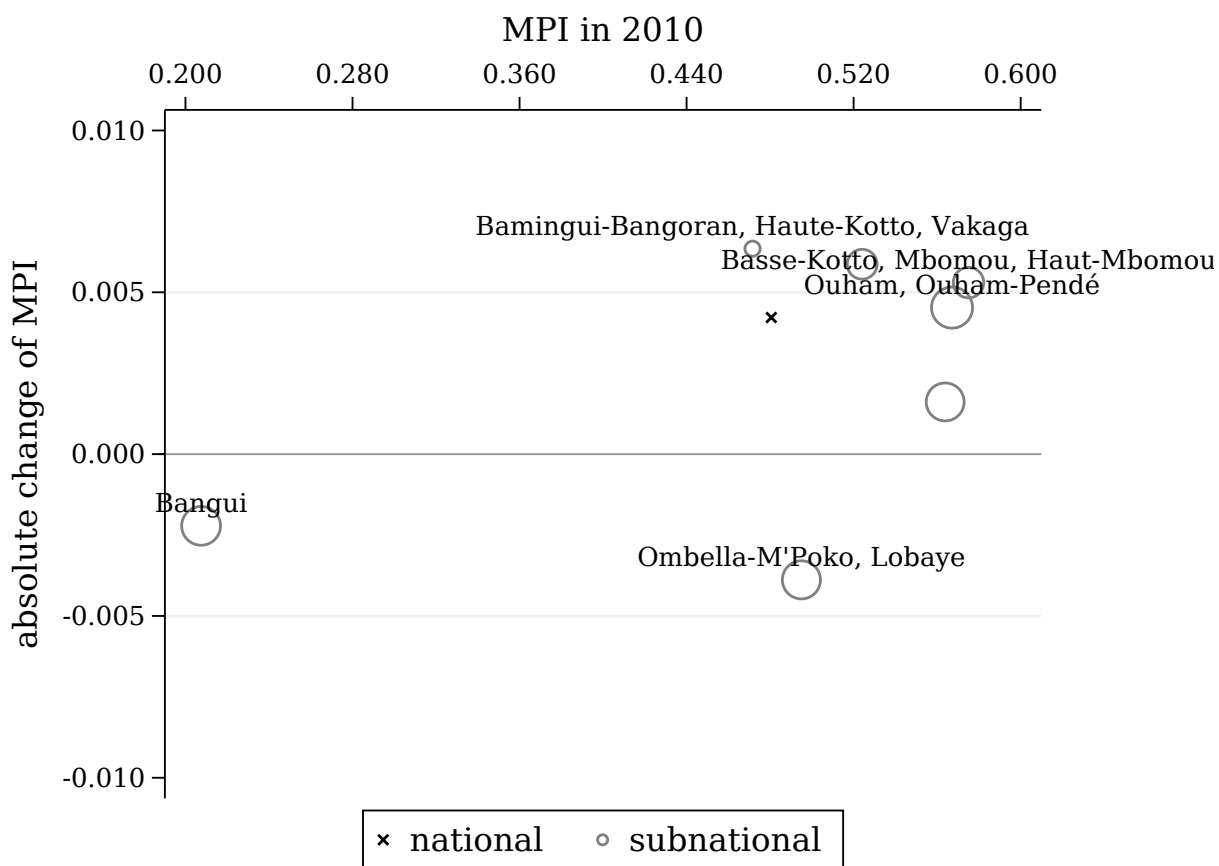 MPI in 2010
0.200 0.280 0.360 0.440 0.520 0.600
absolute change of MPI
0.010
0.005
0.000
-0.005
-0.010
Bamingui-Bangoran, Haute-Kotto, Vakaga
Basse-Kotto, Mbomou, Haut-Mbomou
Ouham, Ouham-Pendé
Bangui
Ombella-M'Poko, Lobaye
national subnational